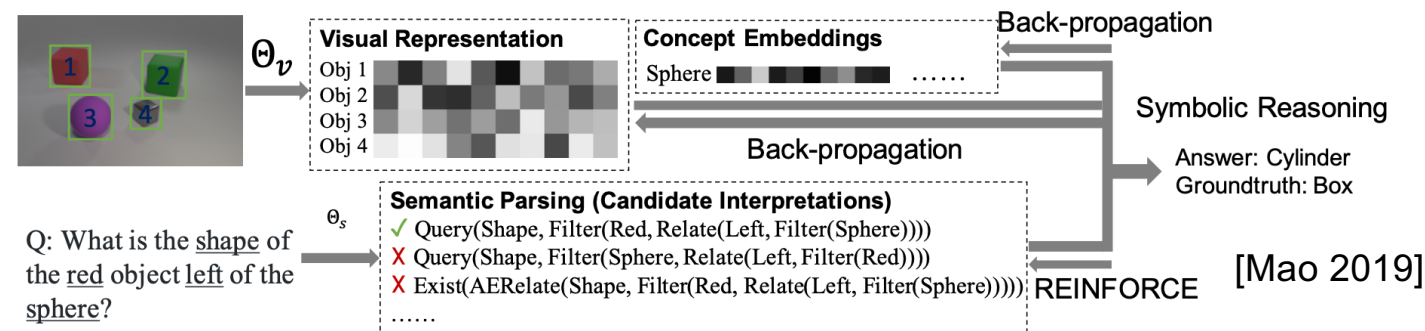 1
2
3
4
Θv
Visual Representation
Obj 1
Obj 2
Obj 3
Obj 4
Concept Embeddings
Sphere ......
Back-propagation
Back-propagation
Symbolic Reasoning
Answer: Cylinder
Groundtruth: Box
Q: What is the shape of
the red object left of the
sphere?
Θs
Semantic Parsing (Candidate Interpretations)
✓ Query(Shape, Filter(Red, Relate(Left, Filter(Sphere))))
X Query(Shape, Filter(Sphere, Relate(Left, Filter(Red))))
X Exist(AERelate(Shape, Filter(Red, Relate(Left, Filter(Sphere)))))
......
REINFORCE
[Mao 2019]